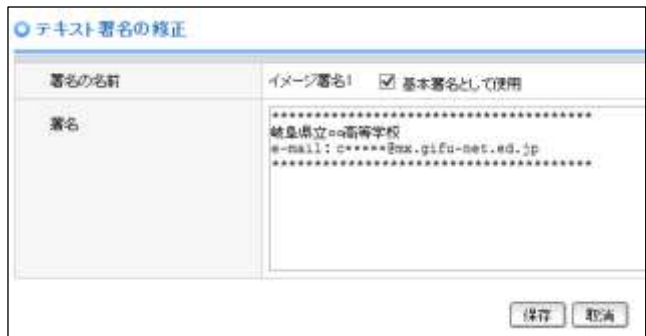 テキスト署名の修正
署名の名前 イメージ署名1 基本署名として使用
署名
****************************************
岐阜県立○○高等学校
e-mail:c*****@mx.gifu-net.ed.jp
****************************************
保存 取消